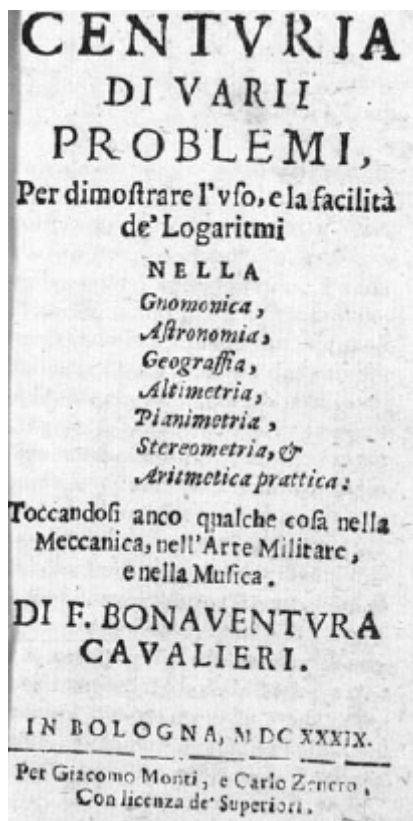 CENTVRIA
DI VARII
PROBLEMI,
Per dimoſtrare l'vſo, e la facilità
de' Logaritmi
NELLA
Gnomonica,
Aſtronomia,
Geograffia,
Altimetria,
Planimetria,
Stereometria, &
Aritmetica prattica:
Toccandoſi anco qualche coſa nella
Meccanica, nell'Arte Militare,
e nella Muſica.
DI F. BONAVENTVRA
CAVALIERI.
IN BOLOGNA, MDCXXXIX.
Per Giacomo Monti, e Carlo Zenero,
Con licenza de' Superiori.